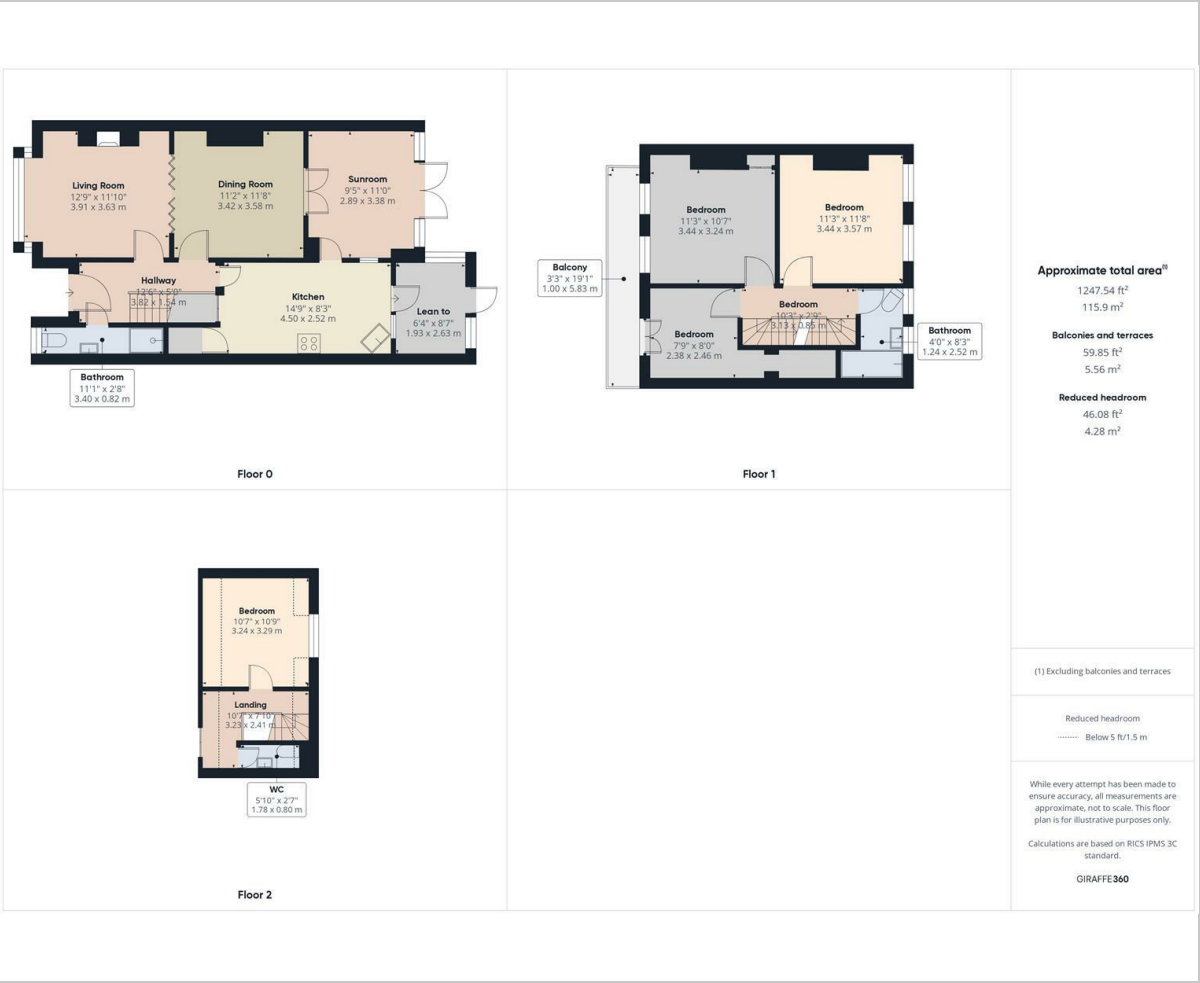 Living Room
12'9" x 11'10"
3.91 x 3.63 m
Dining Room
11'2" x 11'8"
3.42 x 3.58 m
Sunroom
9'5" x 11'0"
2.89 x 3.38 m
Hallway
12'6" x 5'0"
3.82 x 1.54 m
Kitchen
14'9" x 8'3"
4.50 x 2.52 m
Lean to
6'4" x 8'7"
1.93 x 2.63 m
Bathroom
11'1" x 2'8"
3.40 x 0.82 m
Floor 0
Bedroom
11'3" x 10'7"
3.44 x 3.24 m
Bedroom
11'3" x 11'8"
3.44 x 3.57 m
Balcony
3'3" x 19'1"
1.00 x 5.83 m
Bedroom
10'3" x 2'9"
3.13 x 0.85 m
Bedroom
7'9" x 8'0"
2.38 x 2.46 m
Bathroom
4'0" x 8'3"
1.24 x 2.52 m
Floor 1
Bedroom
10'7" x 10'9"
3.24 x 3.29 m
Landing
10'7" x 7'10"
3.23 x 2.41 m
WC
5'10" x 2'7"
1.78 x 0.80 m
Floor 2
Approximate total area⁽¹⁾
1247.54 ft²
115.9 m²
Balconies and terraces
59.85 ft²
5.56 m²
Reduced headroom
46.08 ft²
4.28 m²
(1) Excluding balconies and terraces
Reduced headroom
Below 5 ft/1.5 m
While every attempt has been made to
ensure accuracy, all measurements are
approximate, not to scale. This floor
plan is for illustrative purposes only.
Calculations are based on RICS IPMS 3C
standard.
GIRAFFE360